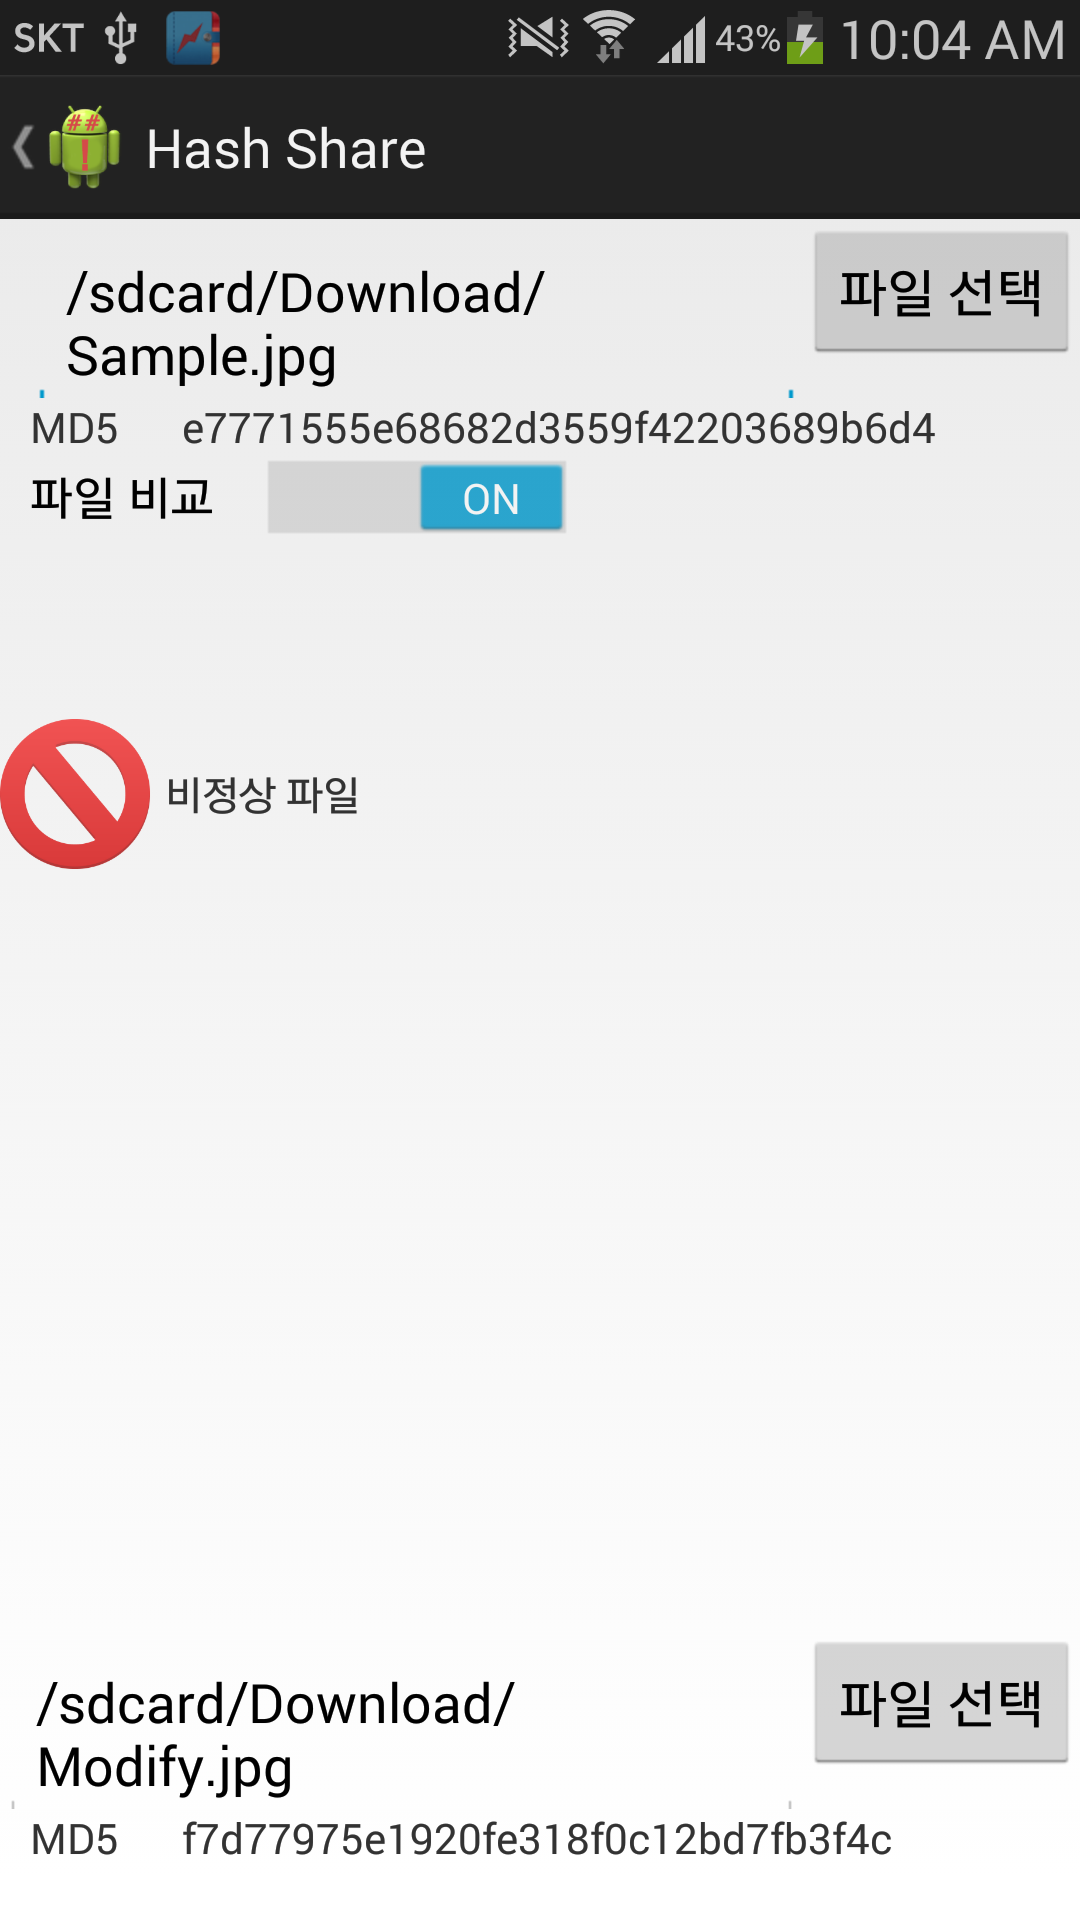 SKT 43% 10:04 AM
Hash Share
/sdcard/Download/
Sample.jpg
파일 선택
MD5 e7771555e68682d3559f42203689b6d4
파일 비교 ON
비정상 파일
/sdcard/Download/
Modify.jpg
파일 선택
MD5 f7d77975e1920fe318f0c12bd7fb3f4c